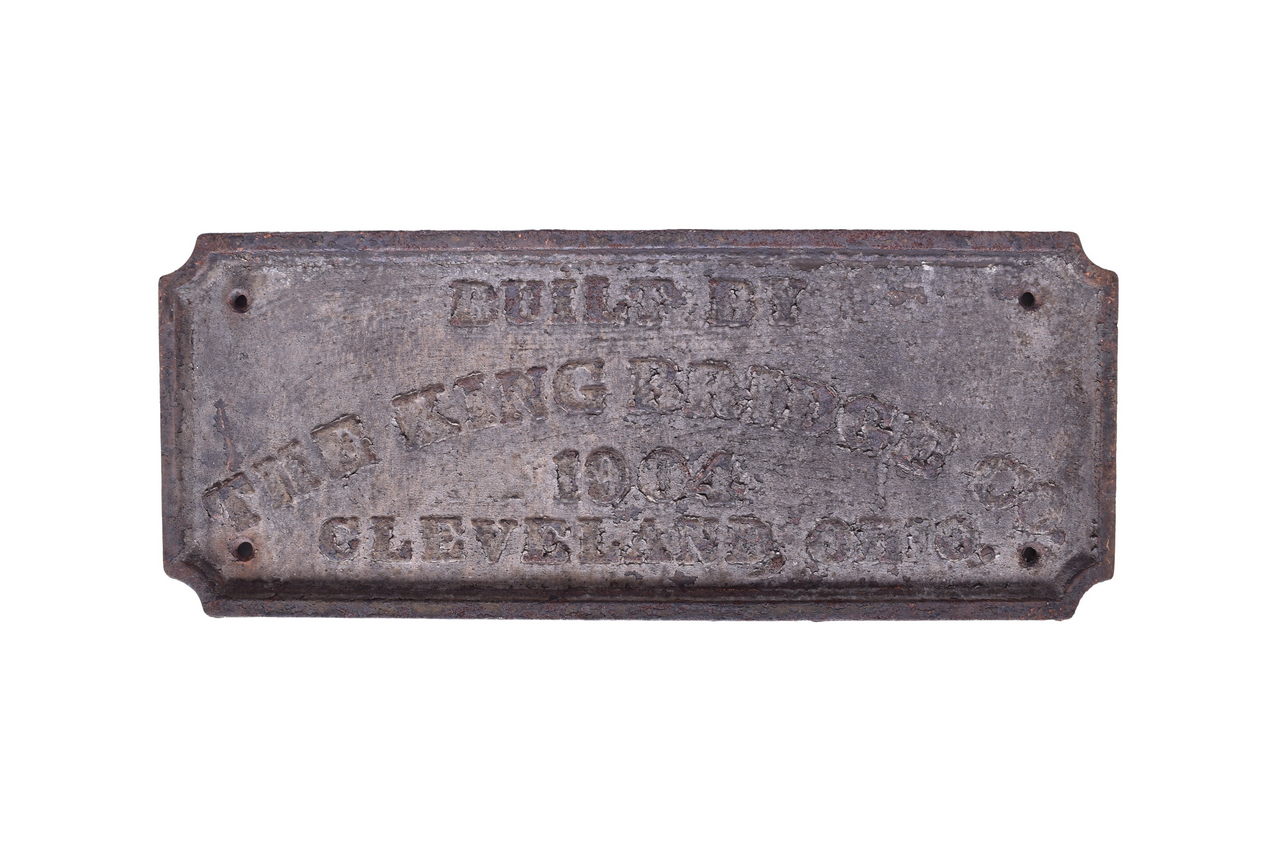 BUILT BY
THE KING BRIDGE CO.
1904
CLEVELAND, OHIO.